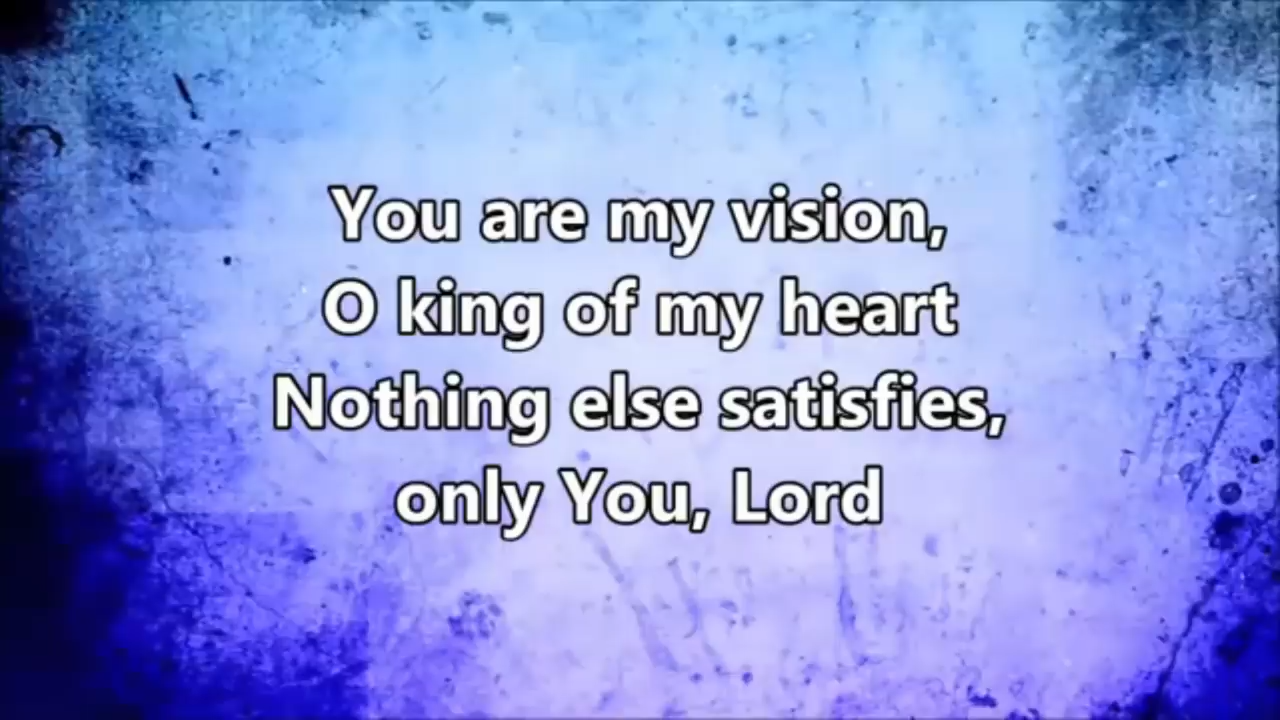 You are my vision,
O king of my heart
Nothing else satisfies,
only You, Lord